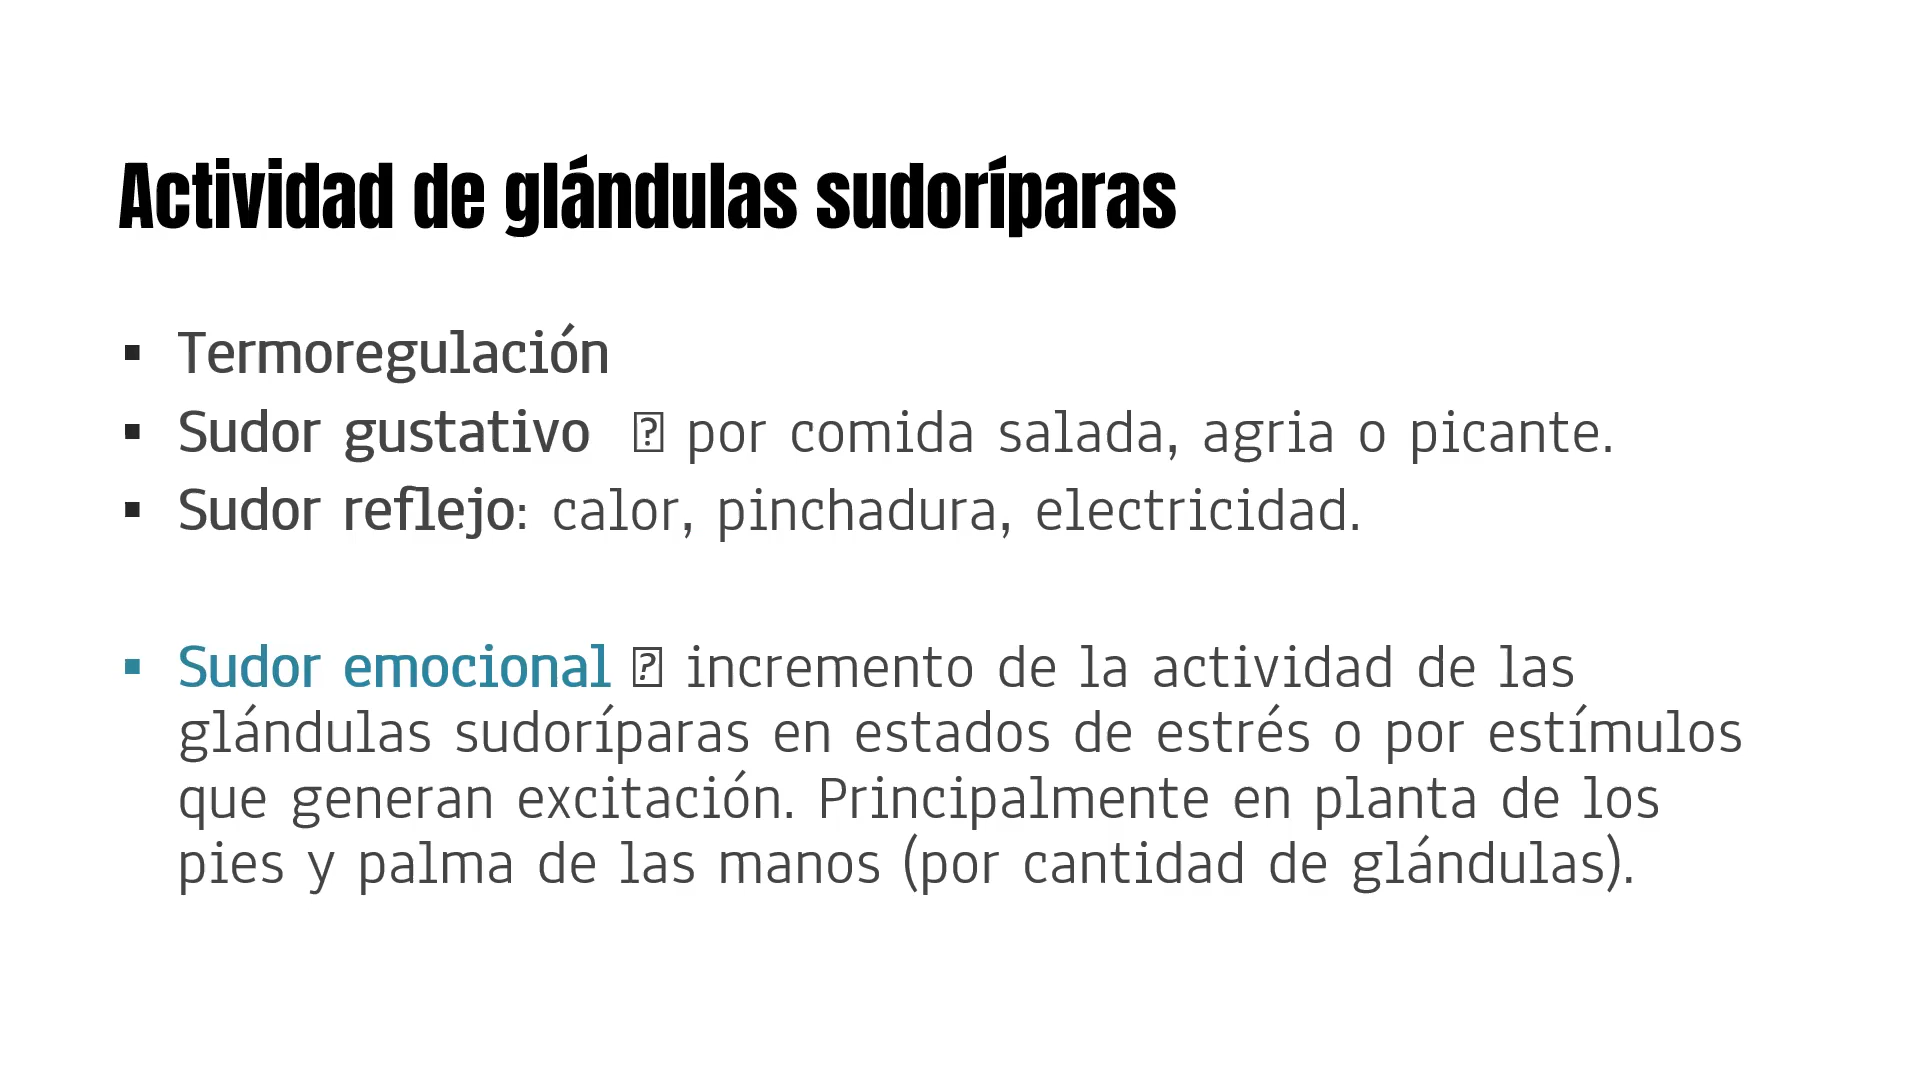 Actividad de glándulas sudoríparas
▪ Termoregulación
▪ Sudor gustativo � por comida salada, agria o picante.
▪ Sudor reflejo: calor, pinchadura, electricidad.
▪ Sudor emocional � incremento de la actividad de las
glándulas sudoríparas en estados de estrés o por estímulos
que generan excitación. Principalmente en planta de los
pies y palma de las manos (por cantidad de glándulas).